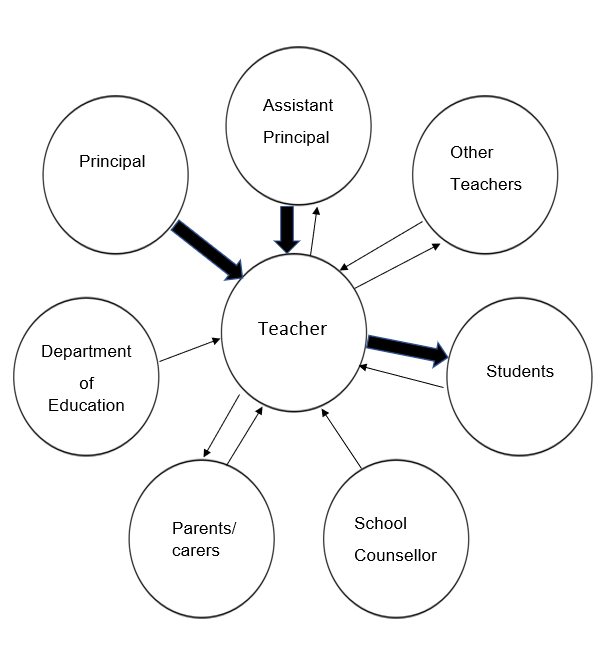 Assistant
Principal
Principal
Other
Teachers
Teacher
Department
of
Education
Students
Parents/
carers
School
Counsellor